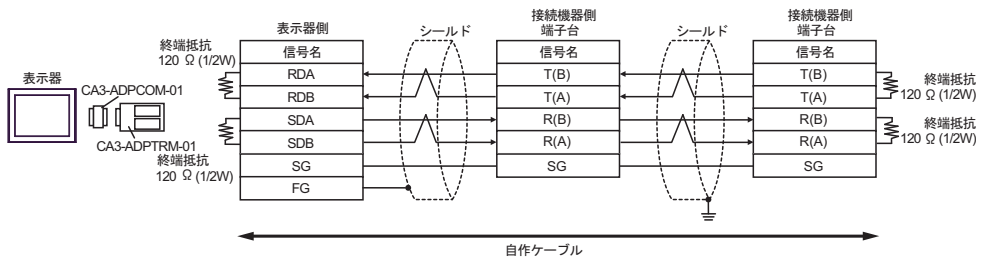 表示器
CA3-ADPCOM-01
CA3-ADPTRM-01
終端抵抗
120 Ω (1/2W)
終端抵抗
120 Ω (1/2W)
表示器側
信号名
RDA
RDB
SDA
SDB
SG
FG
シールド
接続機器側
端子台
信号名
T(B)
T(A)
R(B)
R(A)
SG
シールド
接続機器側
端子台
信号名
T(B)
T(A)
R(B)
R(A)
SG
終端抵抗
120 Ω (1/2W)
終端抵抗
120 Ω (1/2W)
自作ケーブル